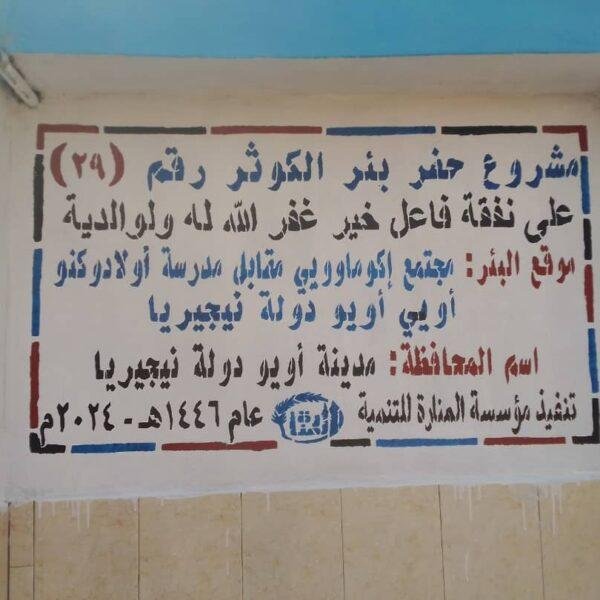 مشروع حفر بئر الكوثر رقم (٢٩)
على نفقة فاعل خير غفر الله له ولوالدية
موقع البئر: مجتمع إكوماوويي مقابل مدرسة أولادوكنو
أويي أويو دولة نيجيريا
اسم المحافظة: مدينة أويو دولة نيجيريا
تنفيذ مؤسسة المنارة للتنمية عام ١٤٤٦هـ - ٢٠٢٤م